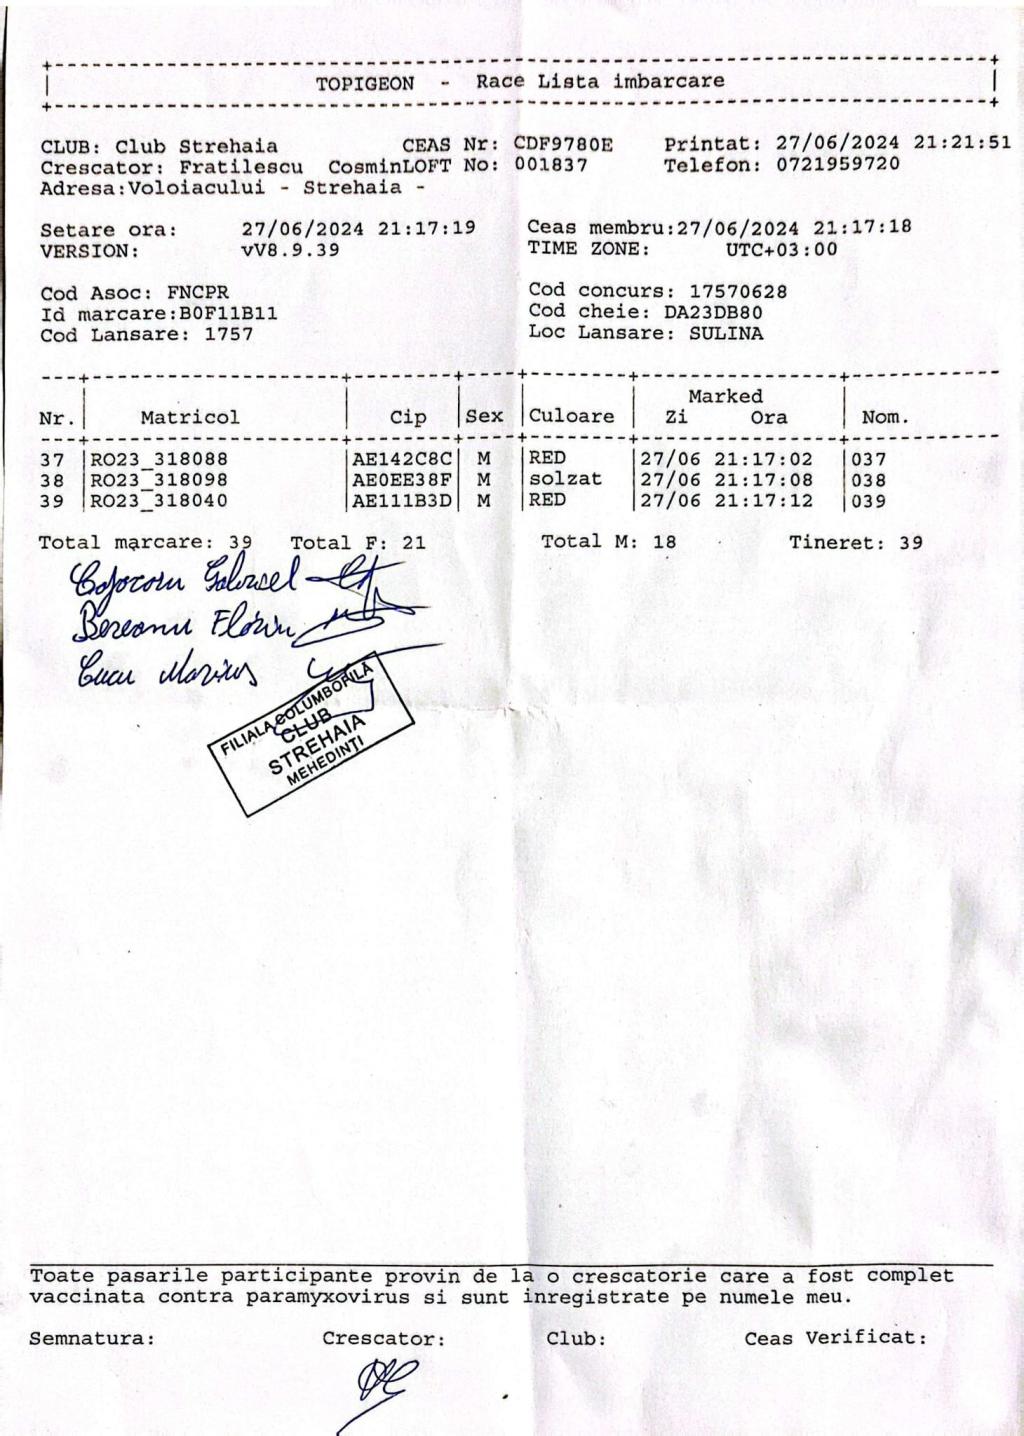 TOPIGEON - Race Lista imbarcare
CLUB: Club Strehaia CEAS Nr: CDF9780E Printat: 27/06/2024 21:21:51
Crescator: Fratilescu CosminLOFT No: 001837 Telefon: 0721959720
Adresa:Voloiacului - Strehaia -
Setare ora: 27/06/2024 21:17:19 Ceas membru:27/06/2024 21:17:18
VERSION: vV8.9.39 TIME ZONE: UTC+03:00
Cod Asoc: FNCPR Cod concurs: 17570628
Id marcare:B0F11B11 Cod cheie: DA23DB80
Cod Lansare: 1757 Loc Lansare: SULINA
Marked
Nr. Matricol Cip Sex Culoare Zi Ora Nom.
37 RO23_318088 AE142C8C M RED 27/06 21:17:02 037
38 RO23_318098 AE0EE38F M solzat 27/06 21:17:08 038
39 RO23_318040 AE111B3D M RED 27/06 21:17:12 039
Total marcare: 39 Total F: 21 Total M: 18 Tineret: 39
Bereanu Florin
Cucu Marius
FILIALA COLUMBOFILA
CLUB
STREHAIA
MEHEDINȚI
Toate pasarile participante provin de la o crescatorie care a fost complet
vaccinata contra paramyxovirus si sunt inregistrate pe numele meu.
Semnatura: Crescator: Club: Ceas Verificat: